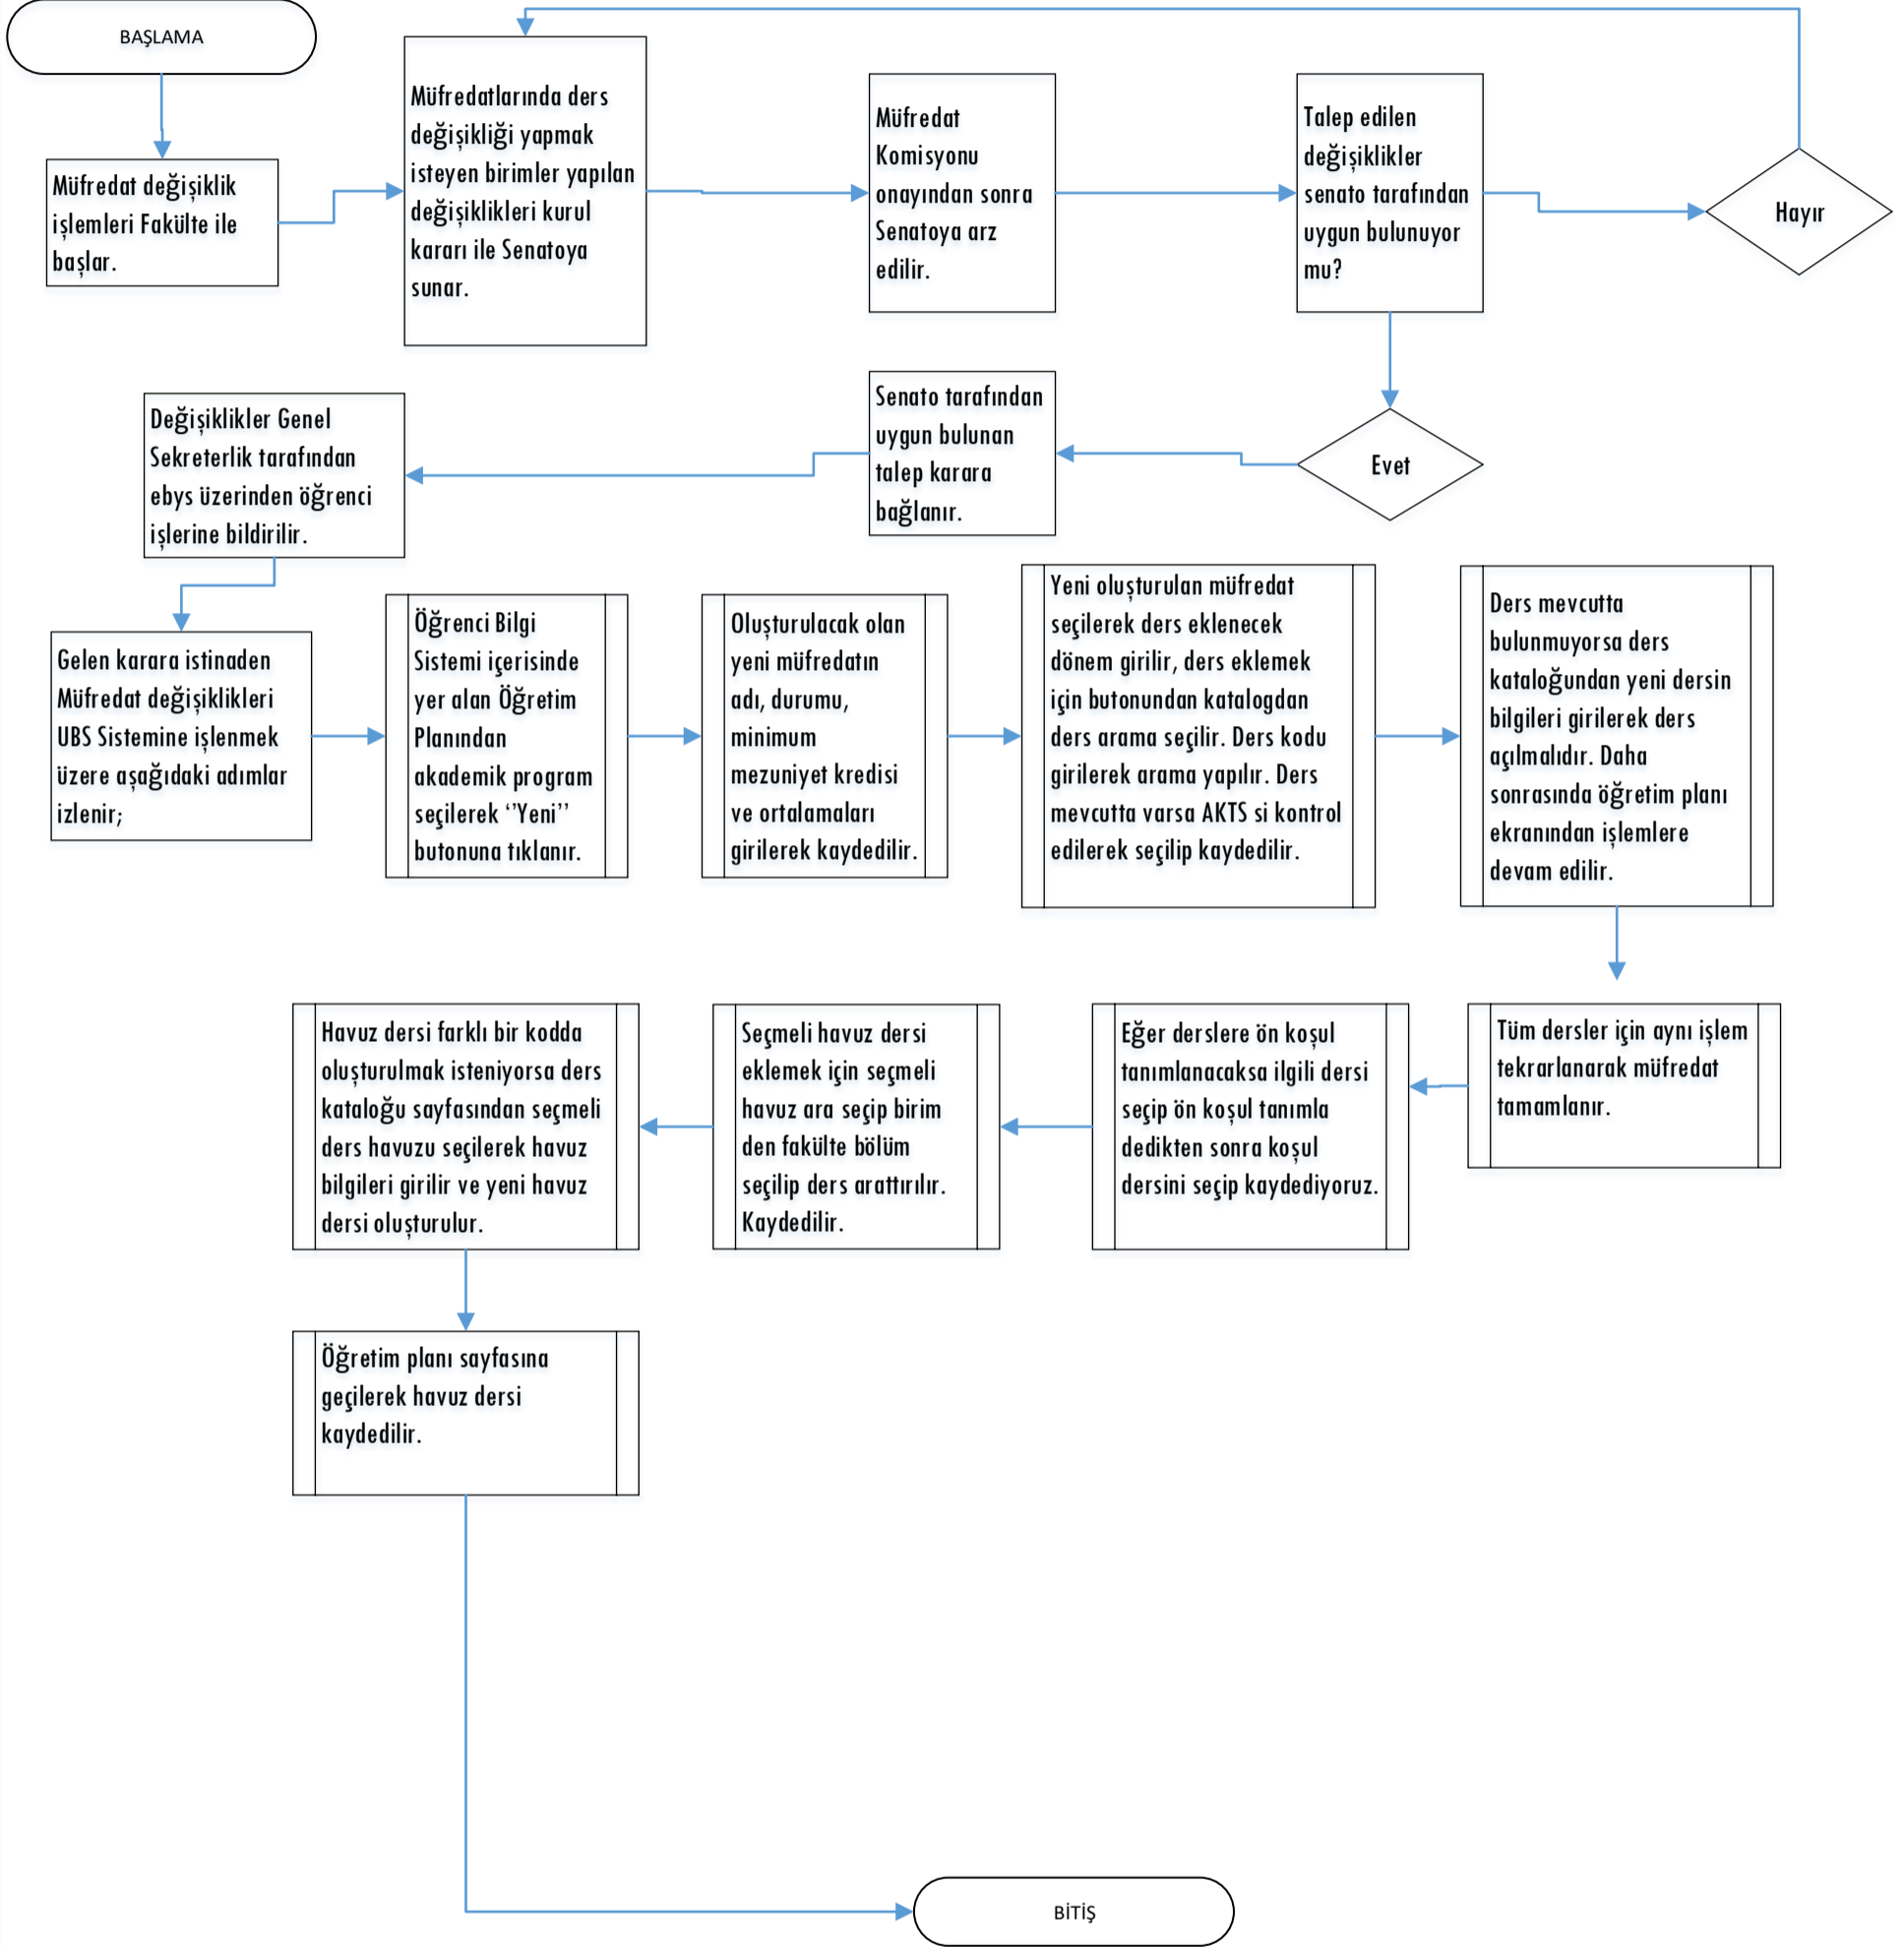 BAŞLAMA
Müfredat değişiklik
işlemleri Fakülte ile
başlar.
Müfredatlarında ders
değişikliği yapmak
isteyen birimler yapılan
değişiklikleri kurul
kararı ile Senatoya
sunar.
Müfredat
Komisyonu
onayından sonra
Senatoya arz
edilir.
Talep edilen
değişiklikler
senato tarafından
uygun bulunuyor
mu?
Hayır
Evet
Senato tarafından
uygun bulunan
talep karara
bağlanır.
Değişiklikler Genel
Sekreterlik tarafından
ebys üzerinden öğrenci
işlerine bildirilir.
Gelen karara istinaden
Müfredat değişiklikleri
UBS Sistemine işlenmek
üzere aşağıdaki adımlar
izlenir;
Öğrenci Bilgi
Sistemi içerisinde
yer alan Öğretim
Planından
akademik program
seçilerek ‘’Yeni’’
butonuna tıklanır.
Oluşturulacak olan
yeni müfredatın
adı, durumu,
minimum
mezuniyet kredisi
ve ortalamaları
girilerek kaydedilir.
Yeni oluşturulan müfredat
seçilerek ders eklenecek
dönem girilir, ders eklemek
için butonundan katalogdan
ders arama seçilir. Ders kodu
girilerek arama yapılır. Ders
mevcutta varsa AKTS si kontrol
edilerek seçilip kaydedilir.
Ders mevcutta
bulunmuyorsa ders
kataloğundan yeni dersin
bilgileri girilerek ders
açılmalıdır. Daha
sonrasında öğretim planı
ekranından işlemlere
devam edilir.
Tüm dersler için aynı işlem
tekrarlanarak müfredat
tamamlanır.
Eğer derslere ön koşul
tanımlanacaksa ilgili dersi
seçip ön koşul tanımla
dedikten sonra koşul
dersini seçip kaydediyoruz.
Seçmeli havuz dersi
eklemek için seçmeli
havuz ara seçip birim
den fakülte bölüm
seçilip ders arattırılır.
Kaydedilir.
Havuz dersi farklı bir kodda
oluşturulmak isteniyorsa ders
kataloğu sayfasından seçmeli
ders havuzu seçilerek havuz
bilgileri girilir ve yeni havuz
dersi oluşturulur.
Öğretim planı sayfasına
geçilerek havuz dersi
kaydedilir.
BİTİŞ